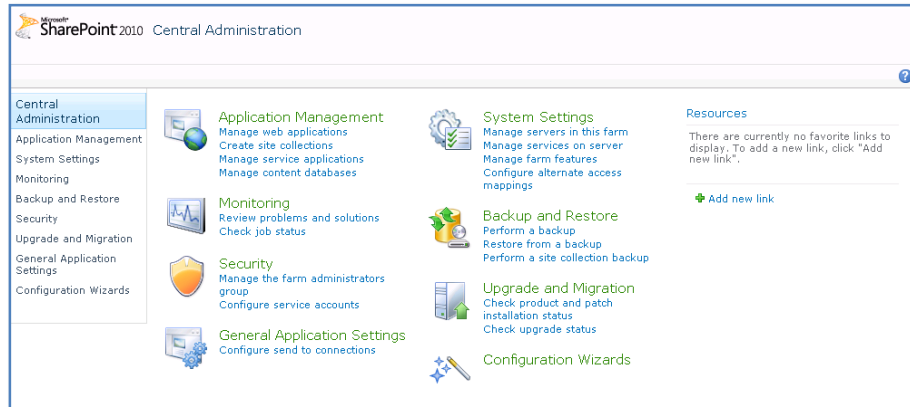 Microsoft
SharePoint 2010 Central Administration
?
Central
Administration
Application Management
System Settings
Monitoring
Backup and Restore
Security
Upgrade and Migration
General Application
Settings
Configuration Wizards
Application Management
Manage web applications
Create site collections
Manage service applications
Manage content databases
Monitoring
Review problems and solutions
Check job status
Security
Manage the farm administrators
group
Configure service accounts
General Application Settings
Configure send to connections
System Settings
Manage servers in this farm
Manage services on server
Manage farm features
Configure alternate access
mappings
Backup and Restore
Perform a backup
Restore from a backup
Perform a site collection backup
Upgrade and Migration
Check product and patch
installation status
Check upgrade status
Configuration Wizards
Resources
There are currently no favorite links to
display. To add a new link, click "Add
new link".
Add new link